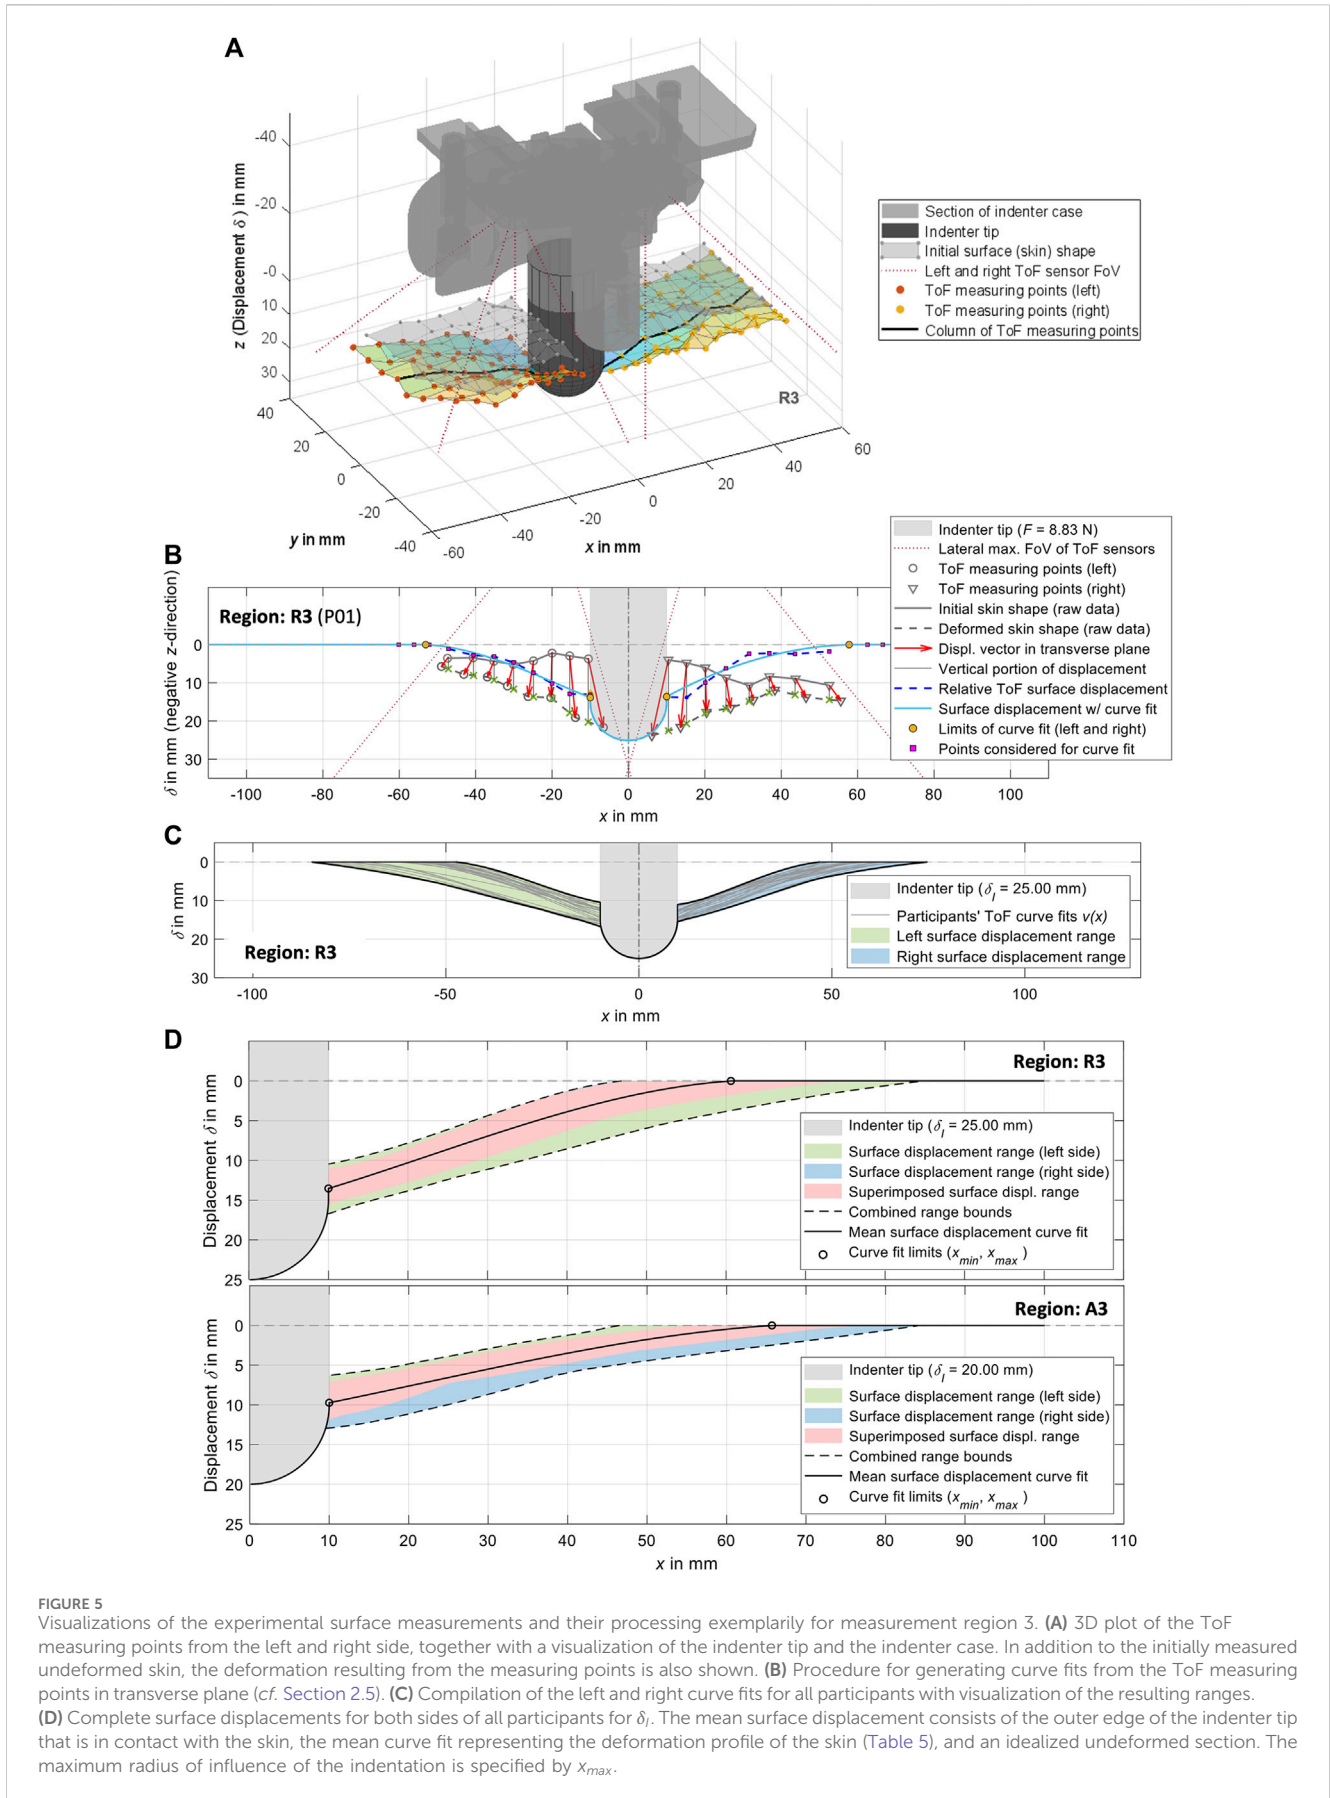 A
-40
-20
-0
10
20
30
z (Displacement δ) in mm
40
20
0
-20
-40
y in mm
-60
-40
-20
0
20
40
60
x in mm
R3
Section of indenter case
Indenter tip
Initial surface (skin) shape
Left and right ToF sensor FoV
ToF measuring points (left)
ToF measuring points (right)
Column of ToF measuring points
B
Region: R3 (P01)
δ in mm (negative z-direction)
0
10
20
30
-100
-80
-60
-40
-20
0
20
40
60
80
100
x in mm
Indenter tip (F = 8.83 N)
Lateral max. FoV of ToF sensors
ToF measuring points (left)
ToF measuring points (right)
Initial skin shape (raw data)
Deformed skin shape (raw data)
Displ. vector in transverse plane
Vertical portion of displacement
Relative ToF surface displacement
Surface displacement w/ curve fit
Limits of curve fit (left and right)
Points considered for curve fit
C
δ in mm
0
10
20
30
Region: R3
-100
-50
0
50
100
x in mm
Indenter tip (δI = 25.00 mm)
Participants' ToF curve fits v(x)
Left surface displacement range
Right surface displacement range
D
Region: R3
Displacement δ in mm
0
5
10
15
20
25
Indenter tip (δI = 25.00 mm)
Surface displacement range (left side)
Surface displacement range (right side)
Superimposed surface displ. range
Combined range bounds
Mean surface displacement curve fit
Curve fit limits (xmin, xmax )
Region: A3
Displacement δ in mm
0
5
10
15
20
25
Indenter tip (δI = 20.00 mm)
Surface displacement range (left side)
Surface displacement range (right side)
Superimposed surface displ. range
Combined range bounds
Mean surface displacement curve fit
Curve fit limits (xmin, xmax )
0
10
20
30
40
50
60
70
80
90
100
110
x in mm
FIGURE 5
Visualizations of the experimental surface measurements and their processing exemplarily for measurement region 3. (A) 3D plot of the ToF
measuring points from the left and right side, together with a visualization of the indenter tip and the indenter case. In addition to the initially measured
undeformed skin, the deformation resulting from the measuring points is also shown. (B) Procedure for generating curve fits from the ToF measuring
points in transverse plane (cf. Section 2.5). (C) Compilation of the left and right curve fits for all participants with visualization of the resulting ranges.
(D) Complete surface displacements for both sides of all participants for δI. The mean surface displacement consists of the outer edge of the indenter tip
that is in contact with the skin, the mean curve fit representing the deformation profile of the skin (Table 5), and an idealized undeformed section. The
maximum radius of influence of the indentation is specified by xmax.